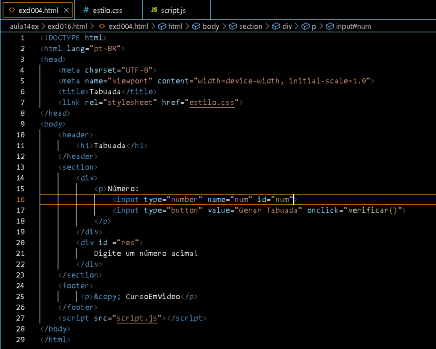 exd004.html × estilo.css script.js
aula14ex > exd016.html > exd004.html > html > body > section > div > p > input#num
1 <!DOCTYPE html>
2 <html lang="pt-BR">
3 <head>
4 <meta charset="UTF-8">
5 <meta name="viewport" content="width=device-width, initial-scale=1.0">
6 <title>Tabuada</title>
7 <link rel="stylesheet" href="estilo.css">
8 </head>
9 <body>
10 <header>
11 <h1>Tabuada</h1>
12 </header>
13 <section>
14 <div>
15 <p>Número:
16 <input type="number" name="num" id="num">
17 <input type="button" value="Gerar Tabuada" onclick="verificar()">
18 </p>
19 </div>
20 <div id ="res">
21 Digite um número acima!
22 </div>
23 </section>
24 <footer>
25 <p>&copy; CursoEmVideo</p>
26 </footer>
27 <script src="script.js"></script>
28 </body>
29 </html>